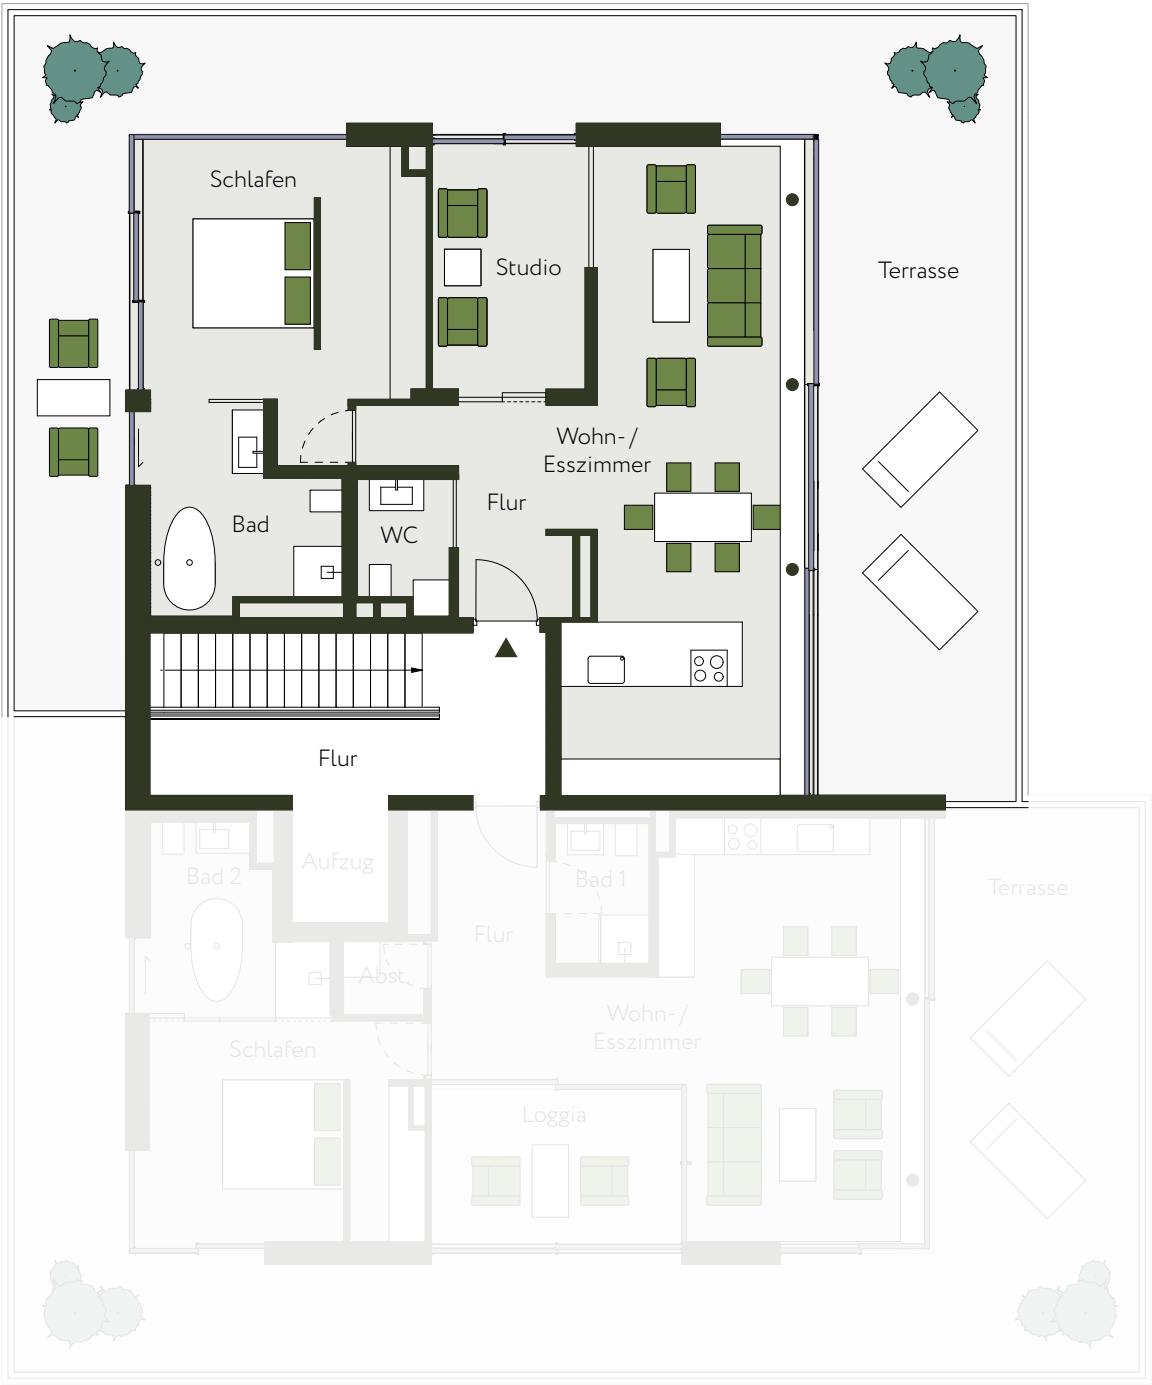 Schlafen
Studio
Terrasse
Wohn-/
Esszimmer
Flur
Bad
WC
Flur
Aufzug
Bad 2
Bad 1
Terrasse
Flur
Abst.
Wohn-/
Esszimmer
Schlafen
Loggia